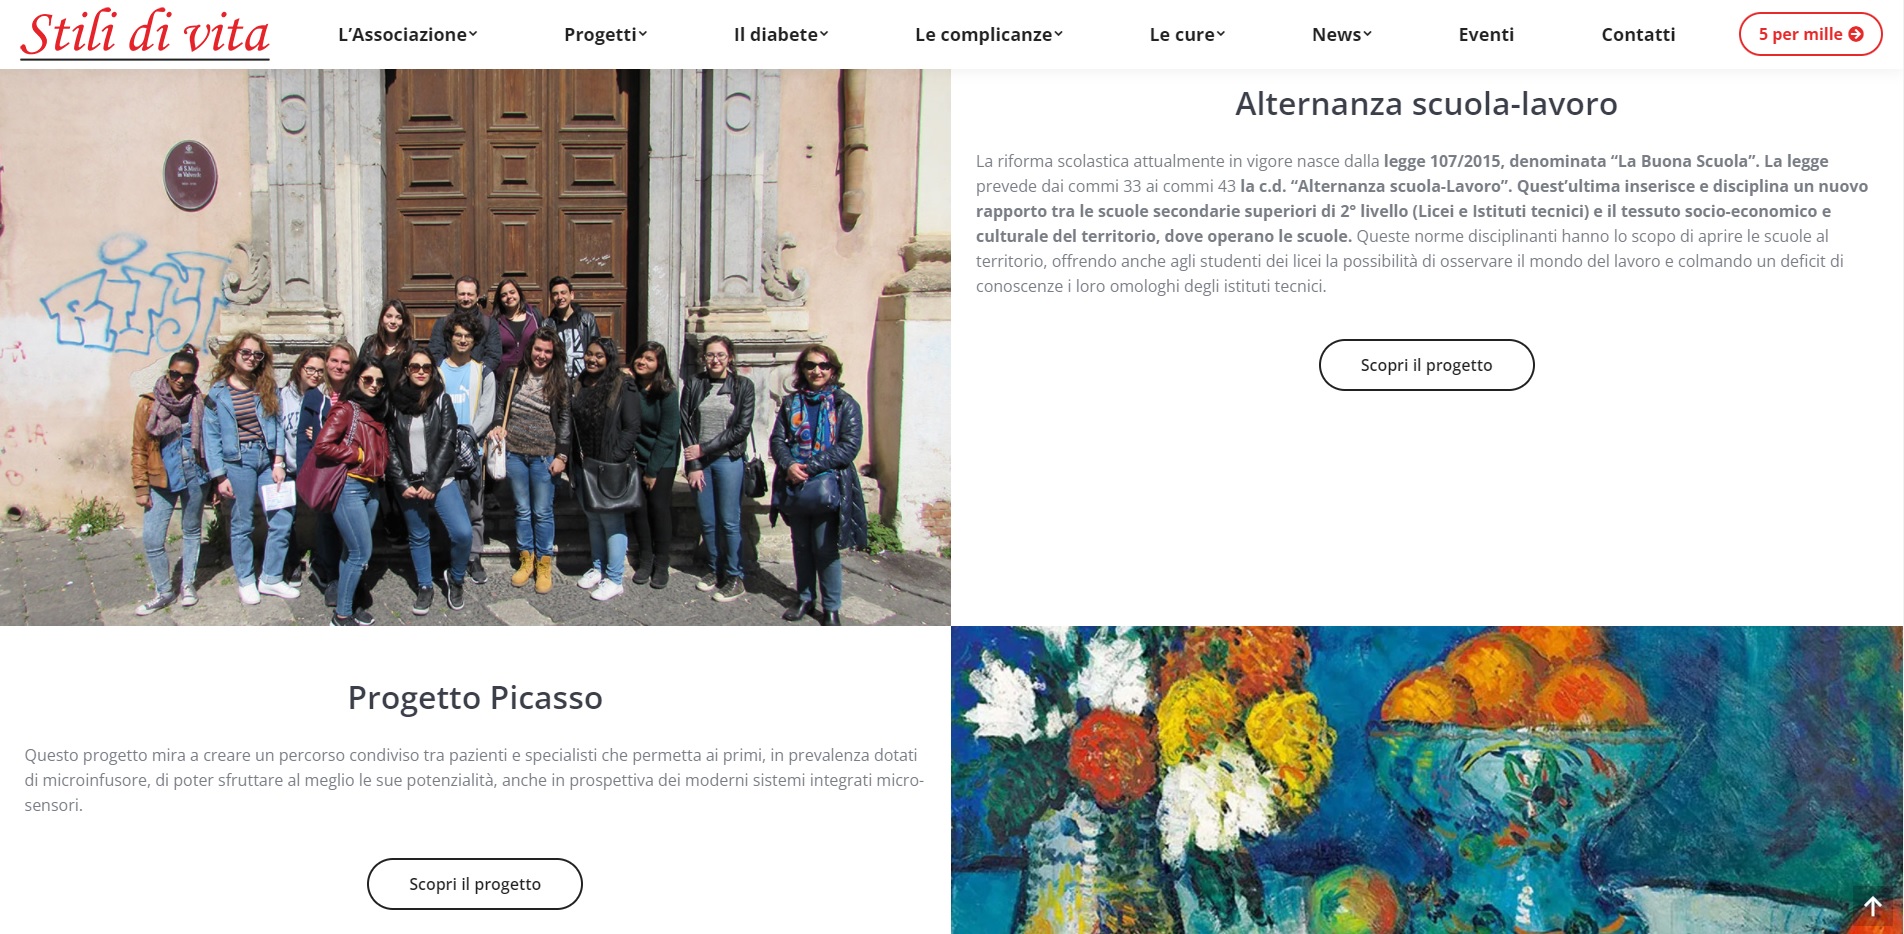 Stili di vita
L’Associazione
Progetti
Il diabete
Le complicanze
Le cure
News
Eventi
Contatti
5 per mille
Chiesa
di S. Maria
in Valverde
Alternanza scuola-lavoro
La riforma scolastica attualmente in vigore nasce dalla legge 107/2015, denominata “La Buona Scuola”. La legge
prevede dai commi 33 ai commi 43 la c.d. “Alternanza scuola-Lavoro”. Quest’ultima inserisce e disciplina un nuovo
rapporto tra le scuole secondarie superiori di 2° livello (Licei e Istituti tecnici) e il tessuto socio-economico e
culturale del territorio, dove operano le scuole. Queste norme disciplinanti hanno lo scopo di aprire le scuole al
territorio, offrendo anche agli studenti dei licei la possibilità di osservare il mondo del lavoro e colmando un deficit di
conoscenze i loro omologhi degli istituti tecnici.
Scopri il progetto
Progetto Picasso
Questo progetto mira a creare un percorso condiviso tra pazienti e specialisti che permetta ai primi, in prevalenza dotati
di microinfusore, di poter sfruttare al meglio le sue potenzialità, anche in prospettiva dei moderni sistemi integrati micro-
sensori.
Scopri il progetto